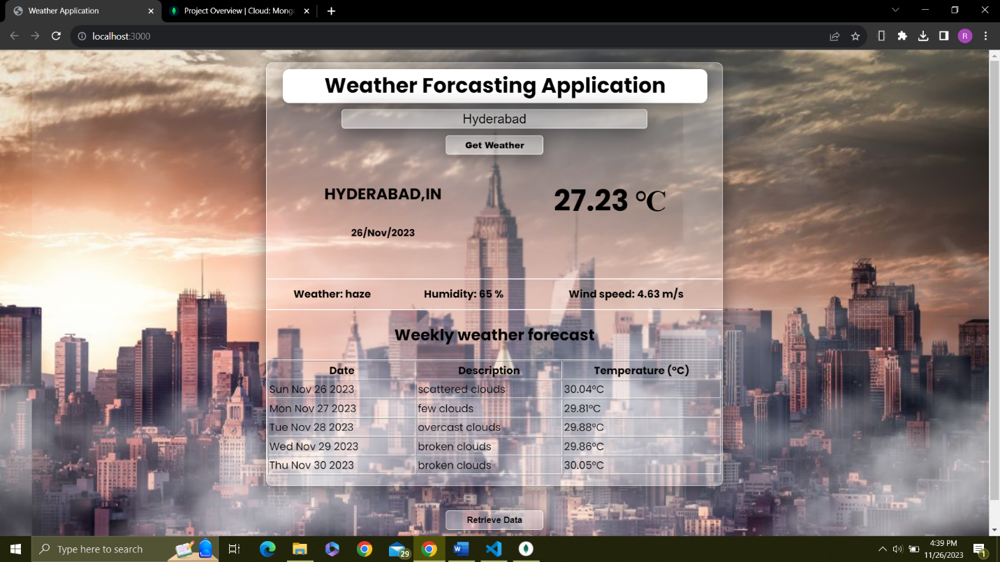 Weather Application
Project Overview | Cloud: Mong
localhost:3000
R
Weather Forcasting Application
Hyderabad
Get Weather
HYDERABAD,IN
27.23 °C
26/Nov/2023
Weather: haze Humidity: 65 % Wind speed: 4.63 m/s
Weekly weather forecast
Date Description Temperature (°C)
Sun Nov 26 2023 scattered clouds 30.04°C
Mon Nov 27 2023 few clouds 29.81°C
Tue Nov 28 2023 overcast clouds 29.88°C
Wed Nov 29 2023 broken clouds 29.86°C
Thu Nov 30 2023 broken clouds 30.05°C
Retrieve Data
Type here to search
29
4:39 PM
11/26/2023
1